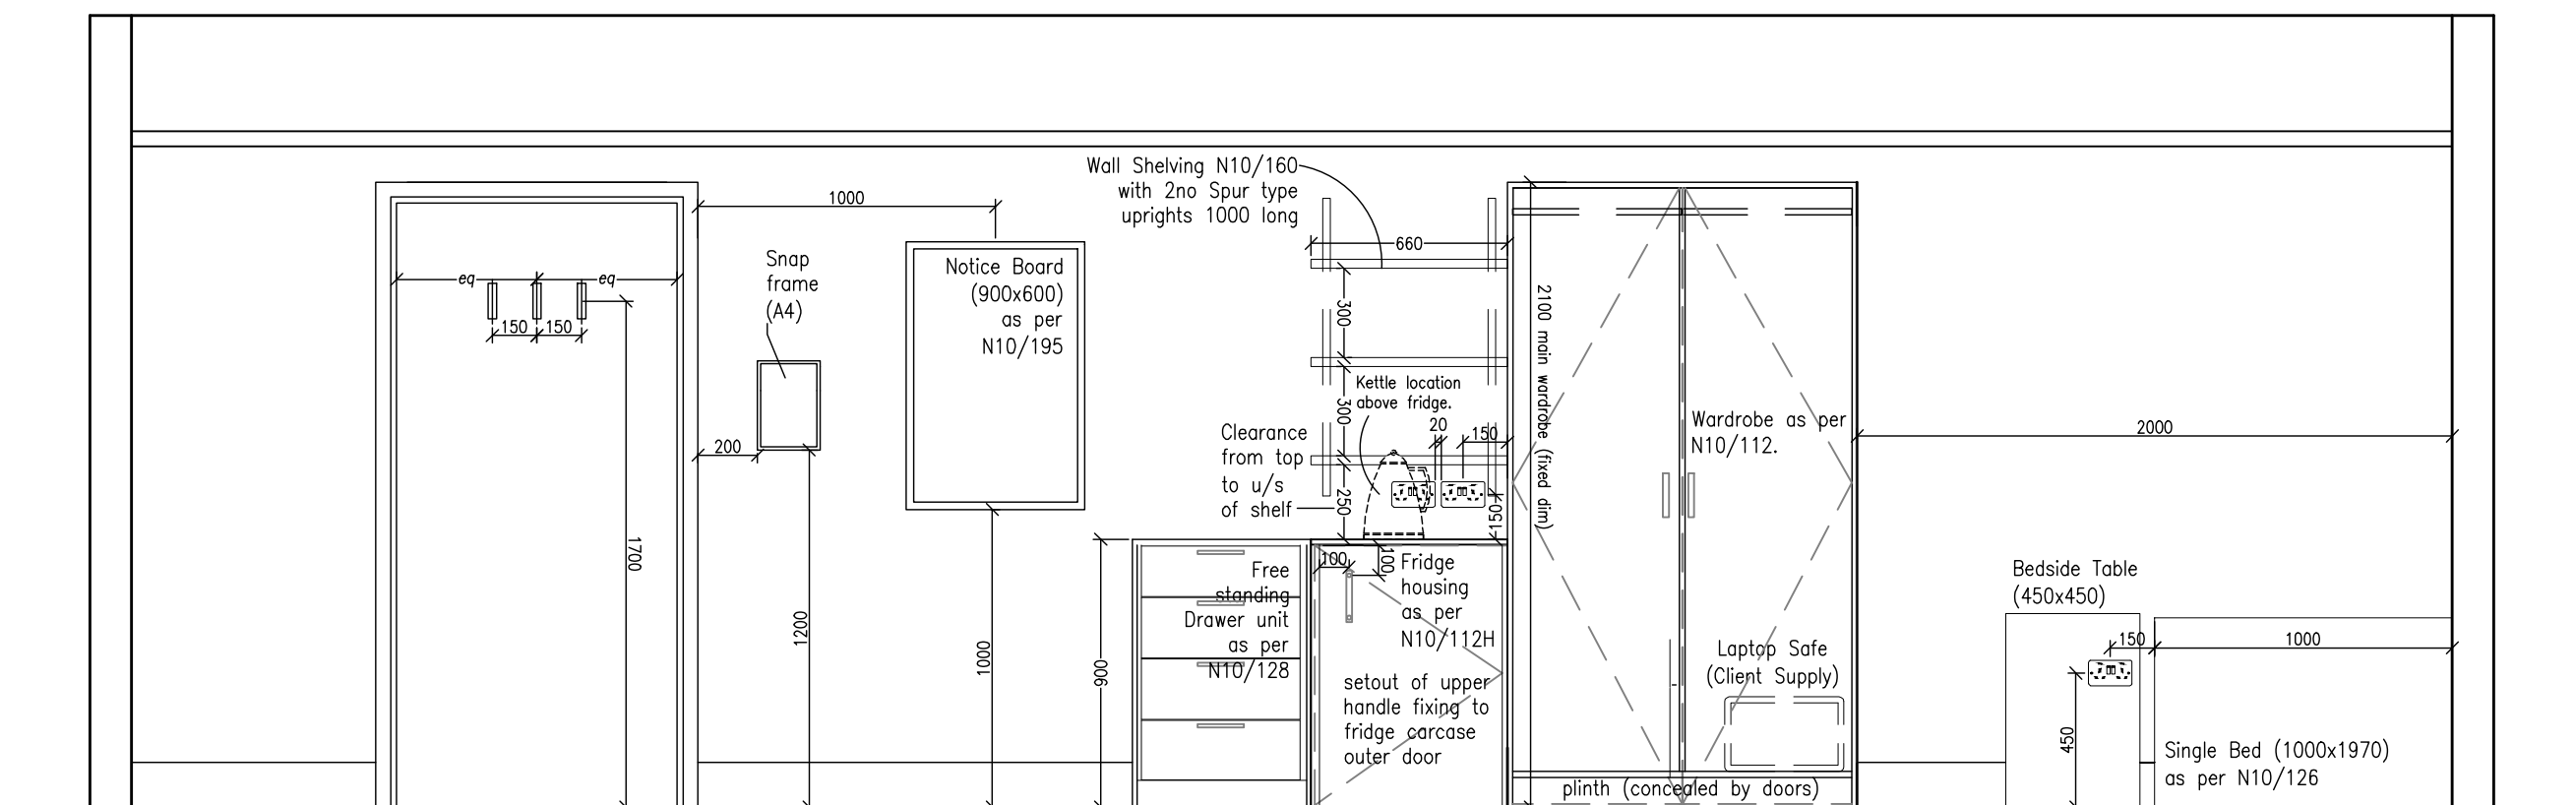 Wall Shelving N10/160
with 2no Spur type
uprights 1000 long
1000
660
Snap
frame
(A4)
eq
eq
150
150
Notice Board
(900x600)
as per
N10/195
300
2100 main wardrobe (fixed dim)
Kettle location
above fridge.
300
20
150
Clearance
from top
to u/s
of shelf
250
150
Wardrobe as per
N10/112.
2000
200
1700
1200
1000
900
Free
standing
Drawer unit
as per
N10/128
100
100
Fridge
housing
as per
N10/112H
setout of upper
handle fixing to
fridge carcase
outer door
Laptop Safe
(Client Supply)
plinth (concealed by doors)
Bedside Table
(450x450)
150
1000
450
Single Bed (1000x1970)
as per N10/126